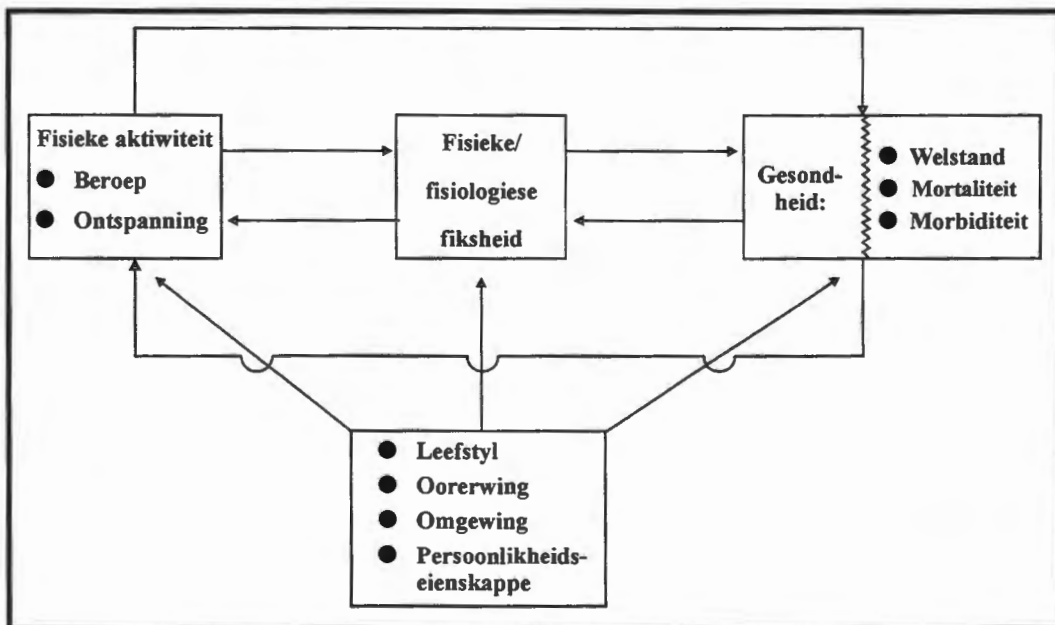 Fisieke aktiwiteit
● Beroep
● Ontspanning
Fisieke/
fisiologiese
fiksheid
Gesond-
heid:
● Welstand
● Mortaliteit
● Morbiditeit
● Leefstyl
● Oorerwing
● Omgewing
● Persoonlikheids-
eienskappe